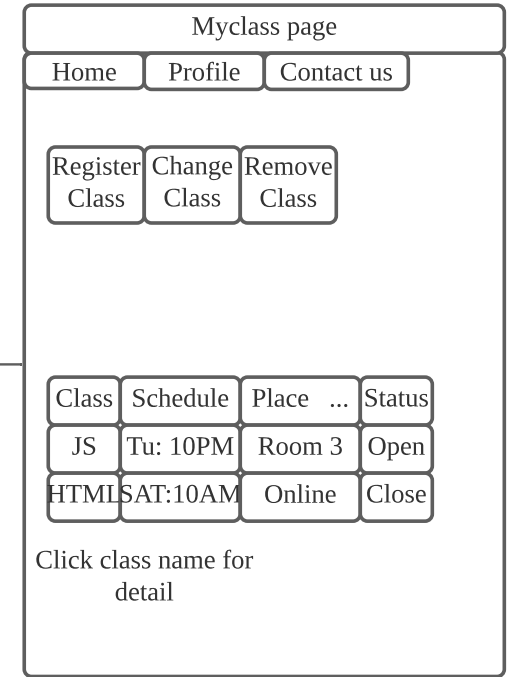 Myclass page
Home Profile Contact us
Register Change Remove
Class Class Class
Class Schedule Place ... Status
JS Tu: 10PM Room 3 Open
HTML SAT:10AM Online Close
Click class name for
detail